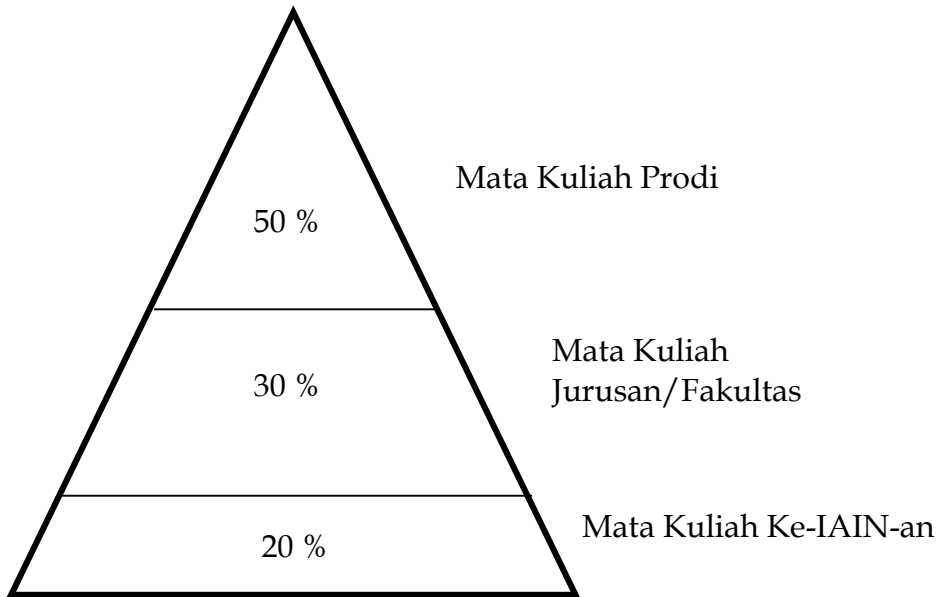 Mata Kuliah Prodi
50 %
Mata Kuliah
Jurusan/Fakultas
30 %
Mata Kuliah Ke-IAIN-an
20 %